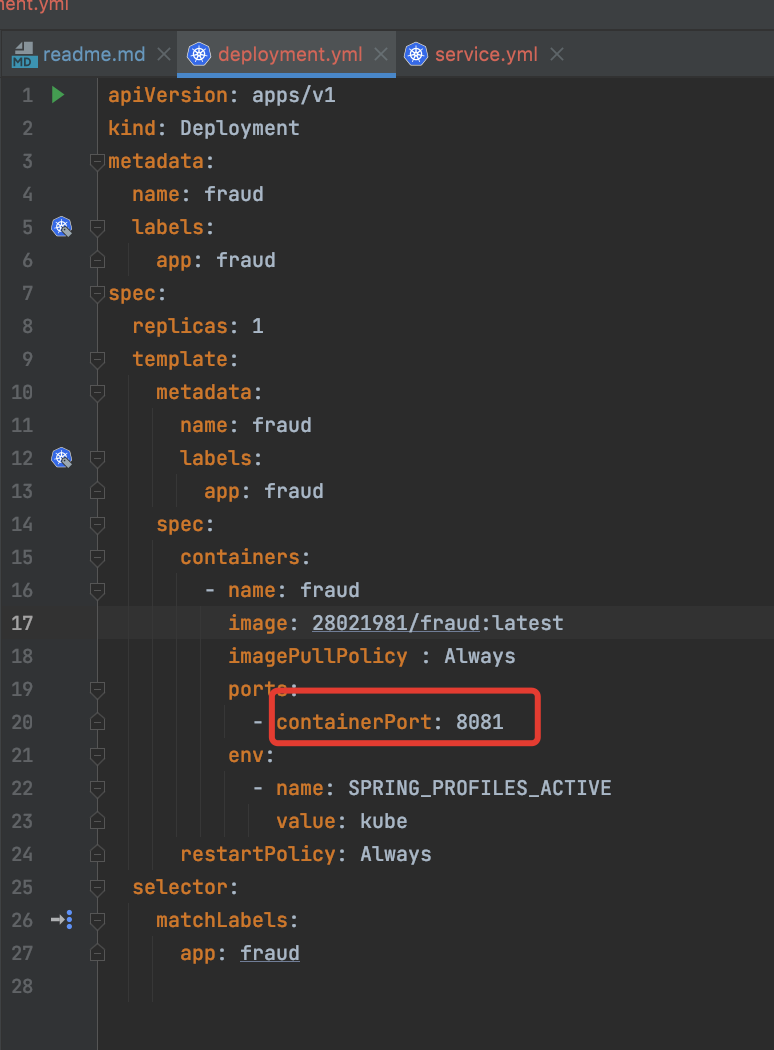 ment.yml
MD readme.md deployment.yml service.yml
1 apiVersion: apps/v1
2 kind: Deployment
3 metadata:
4   name: fraud
5   labels:
6     app: fraud
7 spec:
8   replicas: 1
9   template:
10     metadata:
11       name: fraud
12       labels:
13         app: fraud
14     spec:
15       containers:
16         - name: fraud
17           image: 28021981/fraud:latest
18           imagePullPolicy : Always
19           ports:
20             - containerPort: 8081
21           env:
22             - name: SPRING_PROFILES_ACTIVE
23               value: kube
24       restartPolicy: Always
25   selector:
26     matchLabels:
27       app: fraud
28